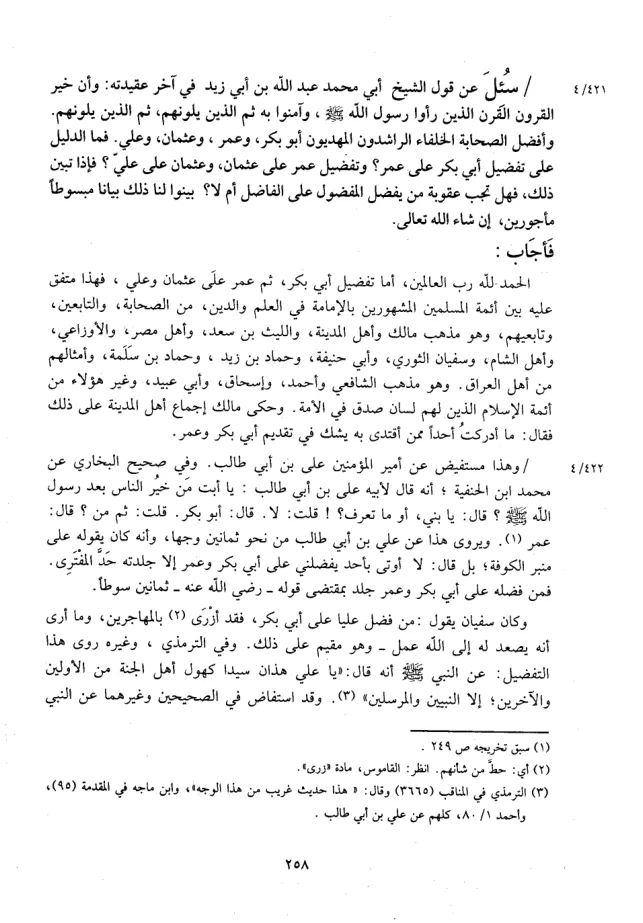 ٤/٤٢١
/ سئلَ عن قول الشيخ أبي محمد عبد الله بن أبي زيد في آخر عقيدته: وأن خير
القرون القرن الذين رأوا رسول الله ﷺ ، وآمنوا به ثم الذين يلونهم، ثم الذين يلونهم.
وأفضل الصحابة الخلفاء الراشدون المهديون أبو بكر، وعمر ، وعثمان، وعلي. فما الدليل
على تفضيل أبي بكر على عمر؟ وتفضيل عمر على عثمان، وعثمان على عليّ ؟ فإذا تبين
ذلك، فهل تجب عقوبة من يفضل المفضول على الفاضل أم لا؟ بينوا لنا ذلك بيانا مبسوطاً
مأجورين، إن شاء الله تعالى.
فَأجَاب :
الحمد لله رب العالمين، أما تفضيل أبي بكر، ثم عمر علَى عثمان وعلي ، فهذا متفق
عليه بين أئمة المسلمين المشهورين بالإمامة في العلم والدين، من الصحابة، والتابعين،
وتابعيهم، وهو مذهب مالك وأهل المدينة، والليث بن سعد، وأهل مصر، والأوزاعي،
وأهل الشام، وسفيان الثوري، وأبي حنيفة، وحماد بن زيد ، وحماد بن سَلَمة، وأمثالهم
من أهل العراق. وهو مذهب الشافعي وأحمد، وإسحاق، وأبي عبيد، وغير هؤلاء من
أئمة الإسلام الذين لهم لسان صدق في الأمة. وحكى مالك إجماع أهل المدينة على ذلك
فقال: ما أدركتُ أحداً ممن أقتدى به يشك في تقديم أبي بكر وعمر.
٤/٤٢٢
/ وهذا مستفيض عن أمير المؤمنين على بن أبي طالب. وفي صحيح البخاري عن
محمد ابن الحنفية ؛ أنه قال لأبيه على بن أبي طالب : يا أبت مَن خيرُ الناس بعد رسول
الله ﷺ ؟ قال: يا بني، أو ما تعرف؟ ! قلت: لا. قال: أبو بكر. قلت: ثم من ؟ قال:
عمر (١). ويروى هذا عن علي بن أبي طالب من نحو ثمانين وجها، وأنه كان يقوله على
منبر الكوفة؛ بل قال: لا أوتى بأحد يفضلني على أبي بكر وعمر إلا جلدته حَدَّ المُفْتَرِى.
فمن فضله على أبي بكر وعمر جلد بمقتضى قوله ـ رضي الله عنه ـ ثمانين سوطاً.
وكان سفيان يقول :من فضل عليا على أبي بكر، فقد أزْرَى (٢) بالمهاجرين، وما أرى
أنه يصعد له إلى الله عمل ـ وهو مقيم على ذلك. وفي الترمذي ، وغيره روى هذا
التفضيل: عن النبي ﷺ أنه قال:«يا علي هذان سيدا كهول أهل الجنة من الأولين
والآخرين؛ إلا النبيين والمرسلين» (٣). وقد استفاض في الصحيحين وغيرهما عن النبي
(١) سبق تخريجه ص ٢٤٩ .
(٢) أي: حطَّ من شأنهم. انظر: القاموس، مادة «زرى».
(٣) الترمذي في المناقب (٣٦٦٥) وقال: « هذا حديث غريب من هذا الوجه»، وابن ماجه في المقدمة (٩٥)،
وأحمد ١/ ٨٠، كلهم عن علي بن أبي طالب .
٢٥٨